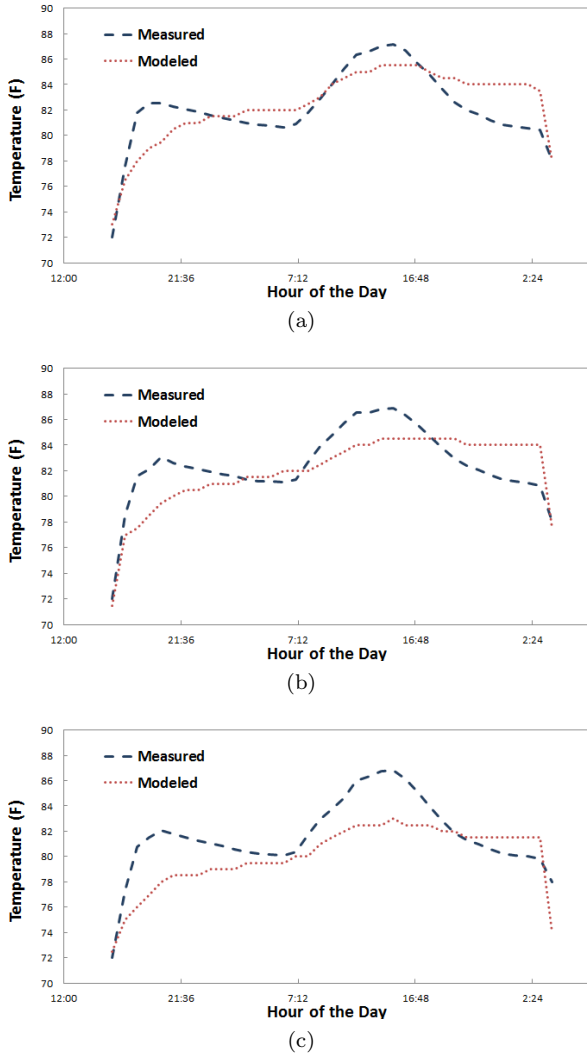 90
88
86
84
82
80
78
76
74
72
70
Temperature (F)
Measured
Modeled
12:00 21:36 7:12 16:48 2:24
Hour of the Day
(a)
90
88
86
84
82
80
78
76
74
72
70
Temperature (F)
Measured
Modeled
12:00 21:36 7:12 16:48 2:24
Hour of the Day
(b)
90
88
86
84
82
80
78
76
74
72
70
Temperature (F)
Measured
Modeled
12:00 21:36 7:12 16:48 2:24
Hour of the Day
(c)